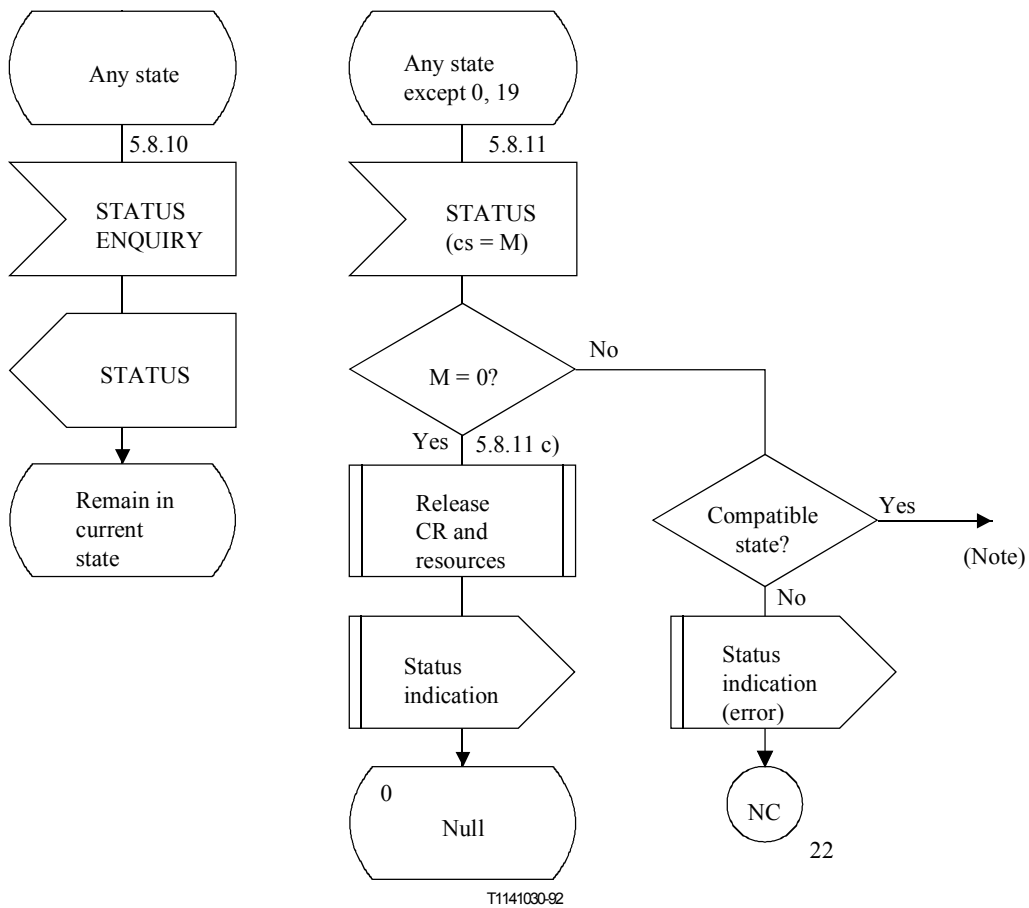 Any state
5.8.10
STATUS
ENQUIRY
STATUS
Remain in
current
state
Any state
except 0, 19
5.8.11
STATUS
(cs = M)
M = 0?
No
Yes
5.8.11 c)
Release
CR and
resources
Status
indication
0
Null
Compatible
state?
Yes
(Note)
No
Status
indication
(error)
NC
22
T1141030-92